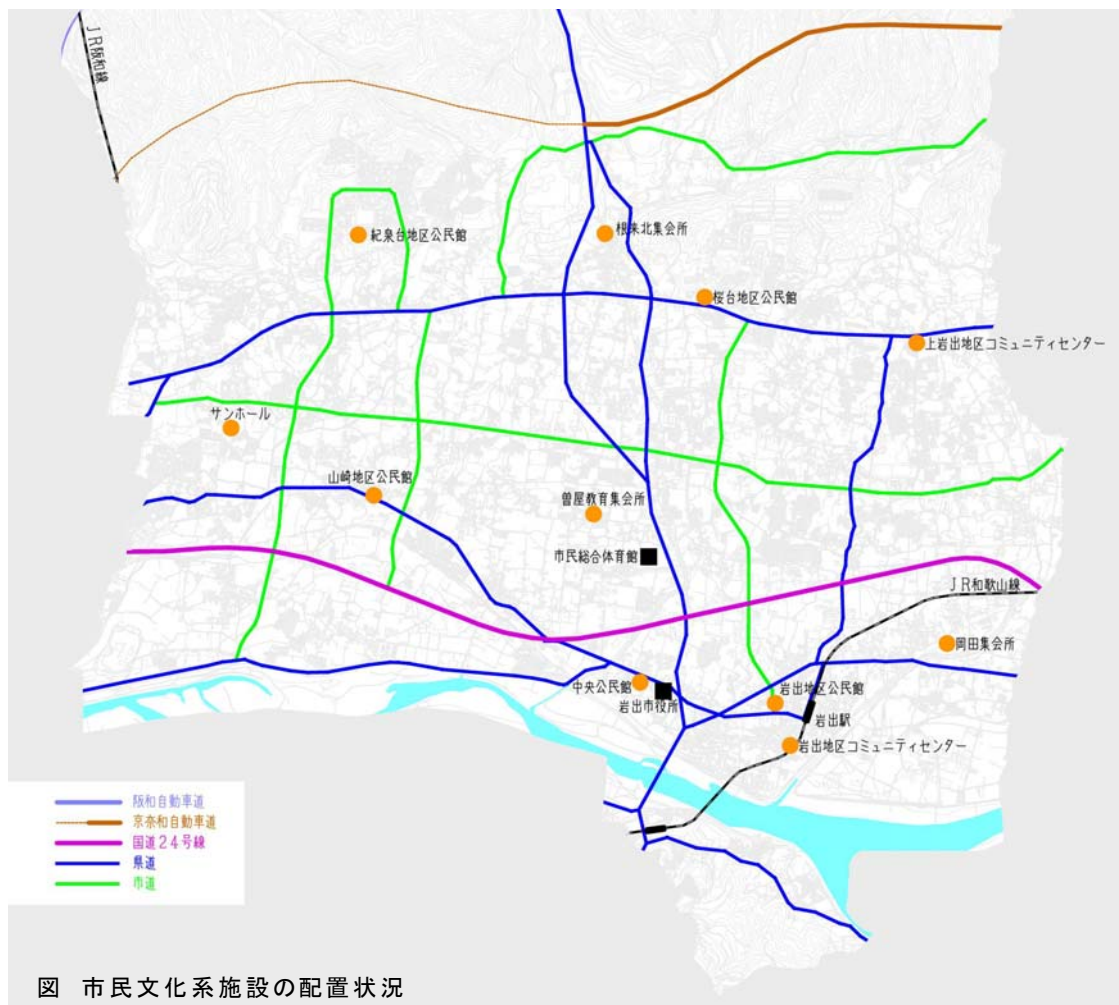 JR阪和線
紀泉台地区公民館
根来北集会所
桜台地区公民館
上岩出地区コミュニティセンター
サンホール
山崎地区公民館
曽屋教育集会所
市民総合体育館
JR和歌山線
岡田集会所
中央公民館
岩出市役所
岩出地区公民館
岩出駅
岩出地区コミュニティセンター
阪和自動車道
京奈和自動車道
国道24号線
県道
市道
図 市民文化系施設の配置状況